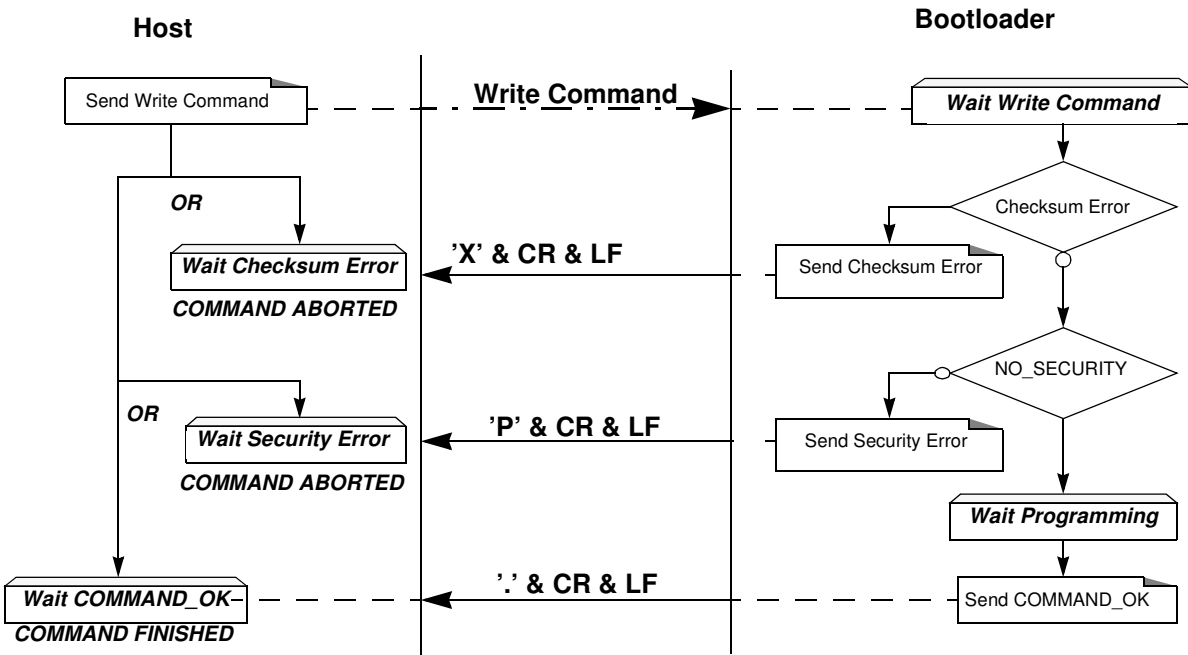 Host
Bootloader
Send Write Command
Write Command
Wait Write Command
OR
Checksum Error
Wait Checksum Error
'X' & CR & LF
Send Checksum Error
COMMAND ABORTED
NO_SECURITY
OR
Wait Security Error
'P' & CR & LF
Send Security Error
COMMAND ABORTED
Wait Programming
Wait COMMAND_OK
'.' & CR & LF
Send COMMAND_OK
COMMAND FINISHED